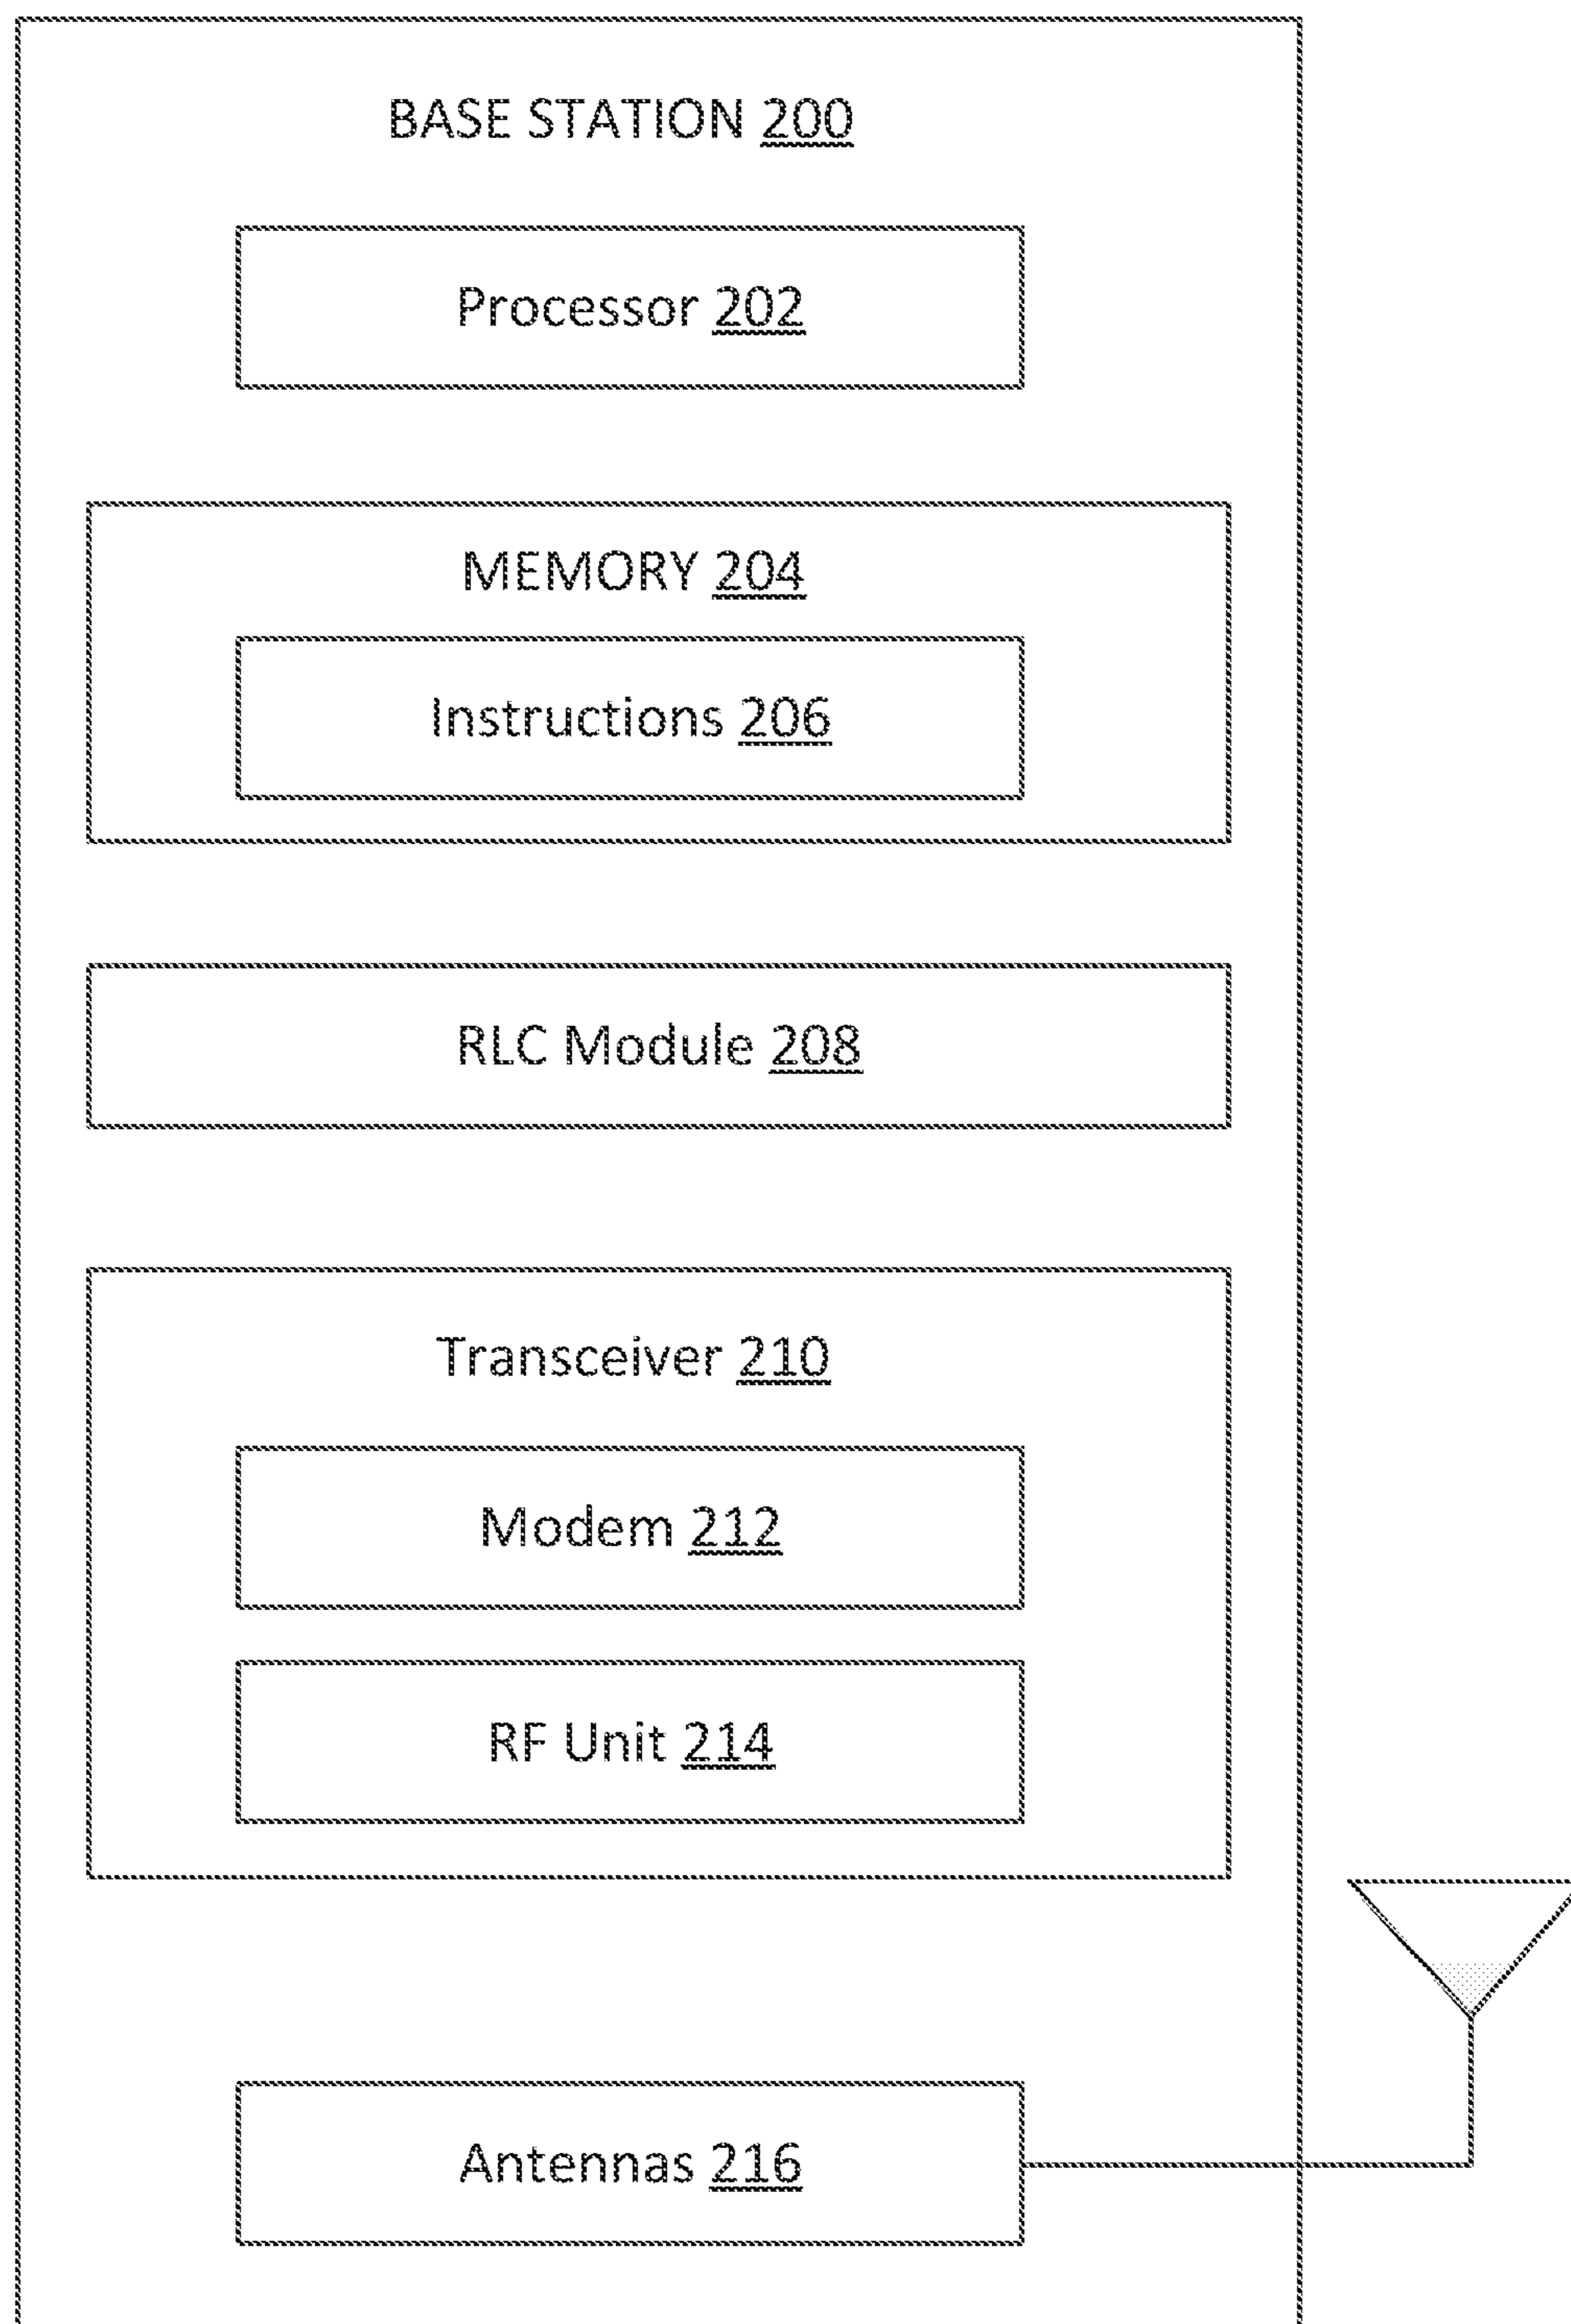 BASE STATION 200
Processor 202
MEMORY 204
Instructions 206
RLC Module 208
Transceiver 210
Modem 212
RF Unit 214
Antennas 216